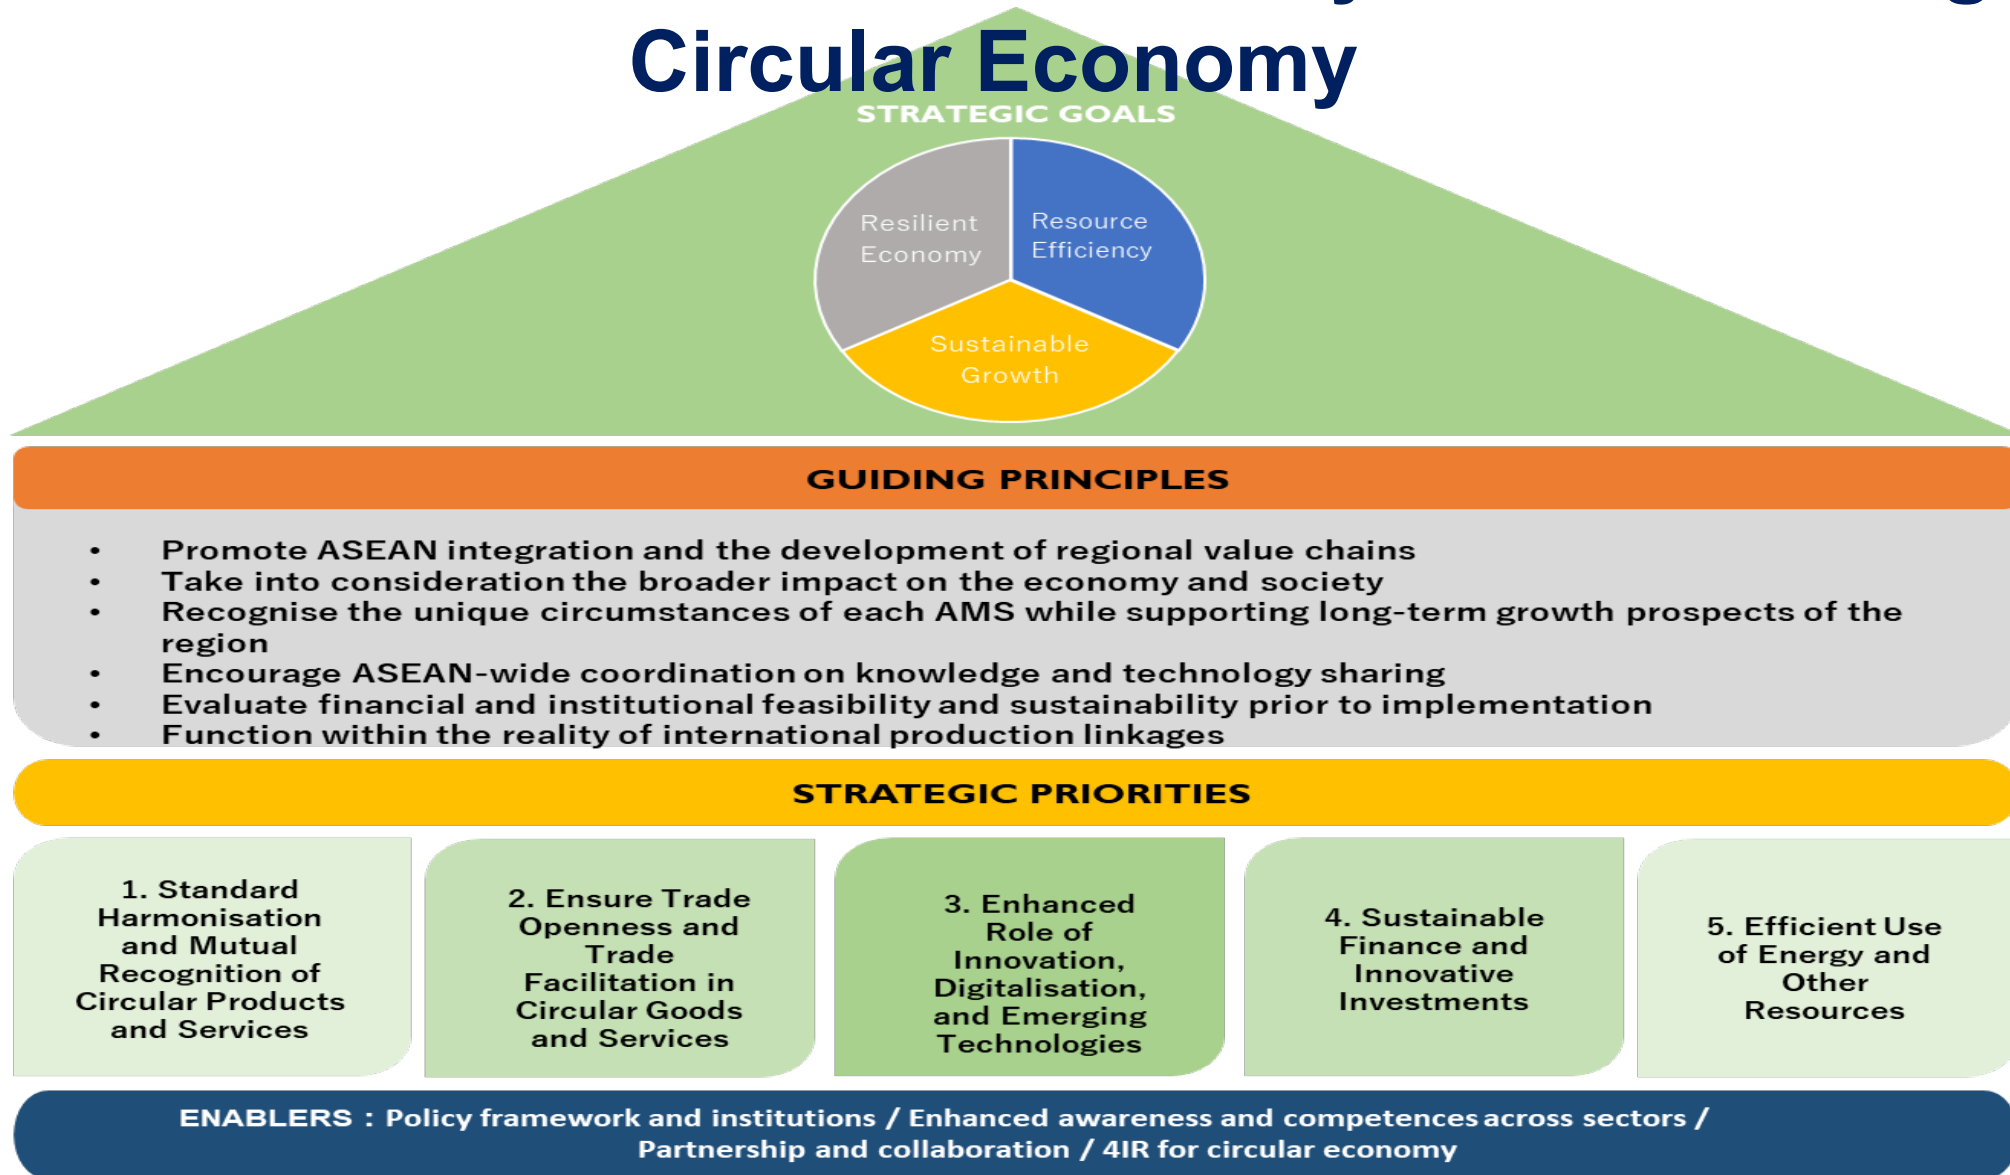 Circular Economy
STRATEGIC GOALS
Resilient
Economy
Resource
Efficiency
Sustainable
Growth
GUIDING PRINCIPLES
• Promote ASEAN integration and the development of regional value chains
• Take into consideration the broader impact on the economy and society
• Recognise the unique circumstances of each AMS while supporting long-term growth prospects of the
region
• Encourage ASEAN-wide coordination on knowledge and technology sharing
• Evaluate financial and institutional feasibility and sustainability prior to implementation
• Function within the reality of international production linkages
STRATEGIC PRIORITIES
1. Standard
Harmonisation
and Mutual
Recognition of
Circular Products
and Services
2. Ensure Trade
Openness and
Trade
Facilitation in
Circular Goods
and Services
3. Enhanced
Role of
Innovation,
Digitalisation,
and Emerging
Technologies
4. Sustainable
Finance and
Innovative
Investments
5. Efficient Use
of Energy and
Other
Resources
ENABLERS : Policy framework and institutions / Enhanced awareness and competences across sectors /
Partnership and collaboration / 4IR for circular economy